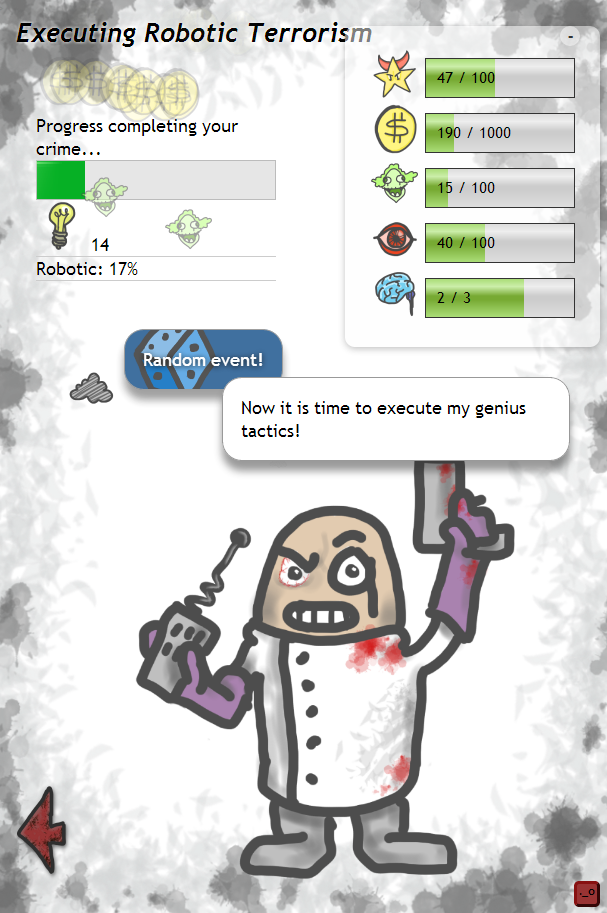 Executing Robotic Terrorism
-
47 / 100
Progress completing your
crime...
190 / 1000
15 / 100
14
40 / 100
Robotic: 17%
2 / 3
Random event!
Now it is time to execute my genius
tactics!